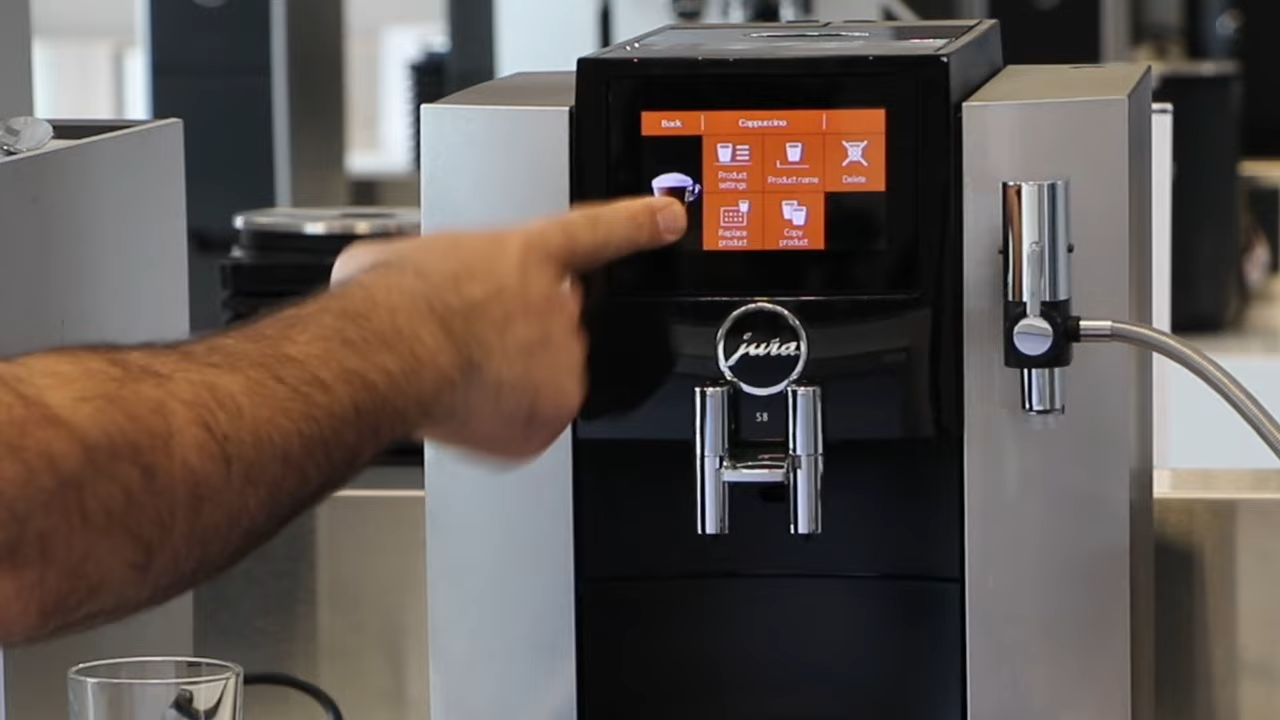 Back
Cappuccino
Product
settings
Product name
Delete
Replace
product
Copy
product
jura
S8